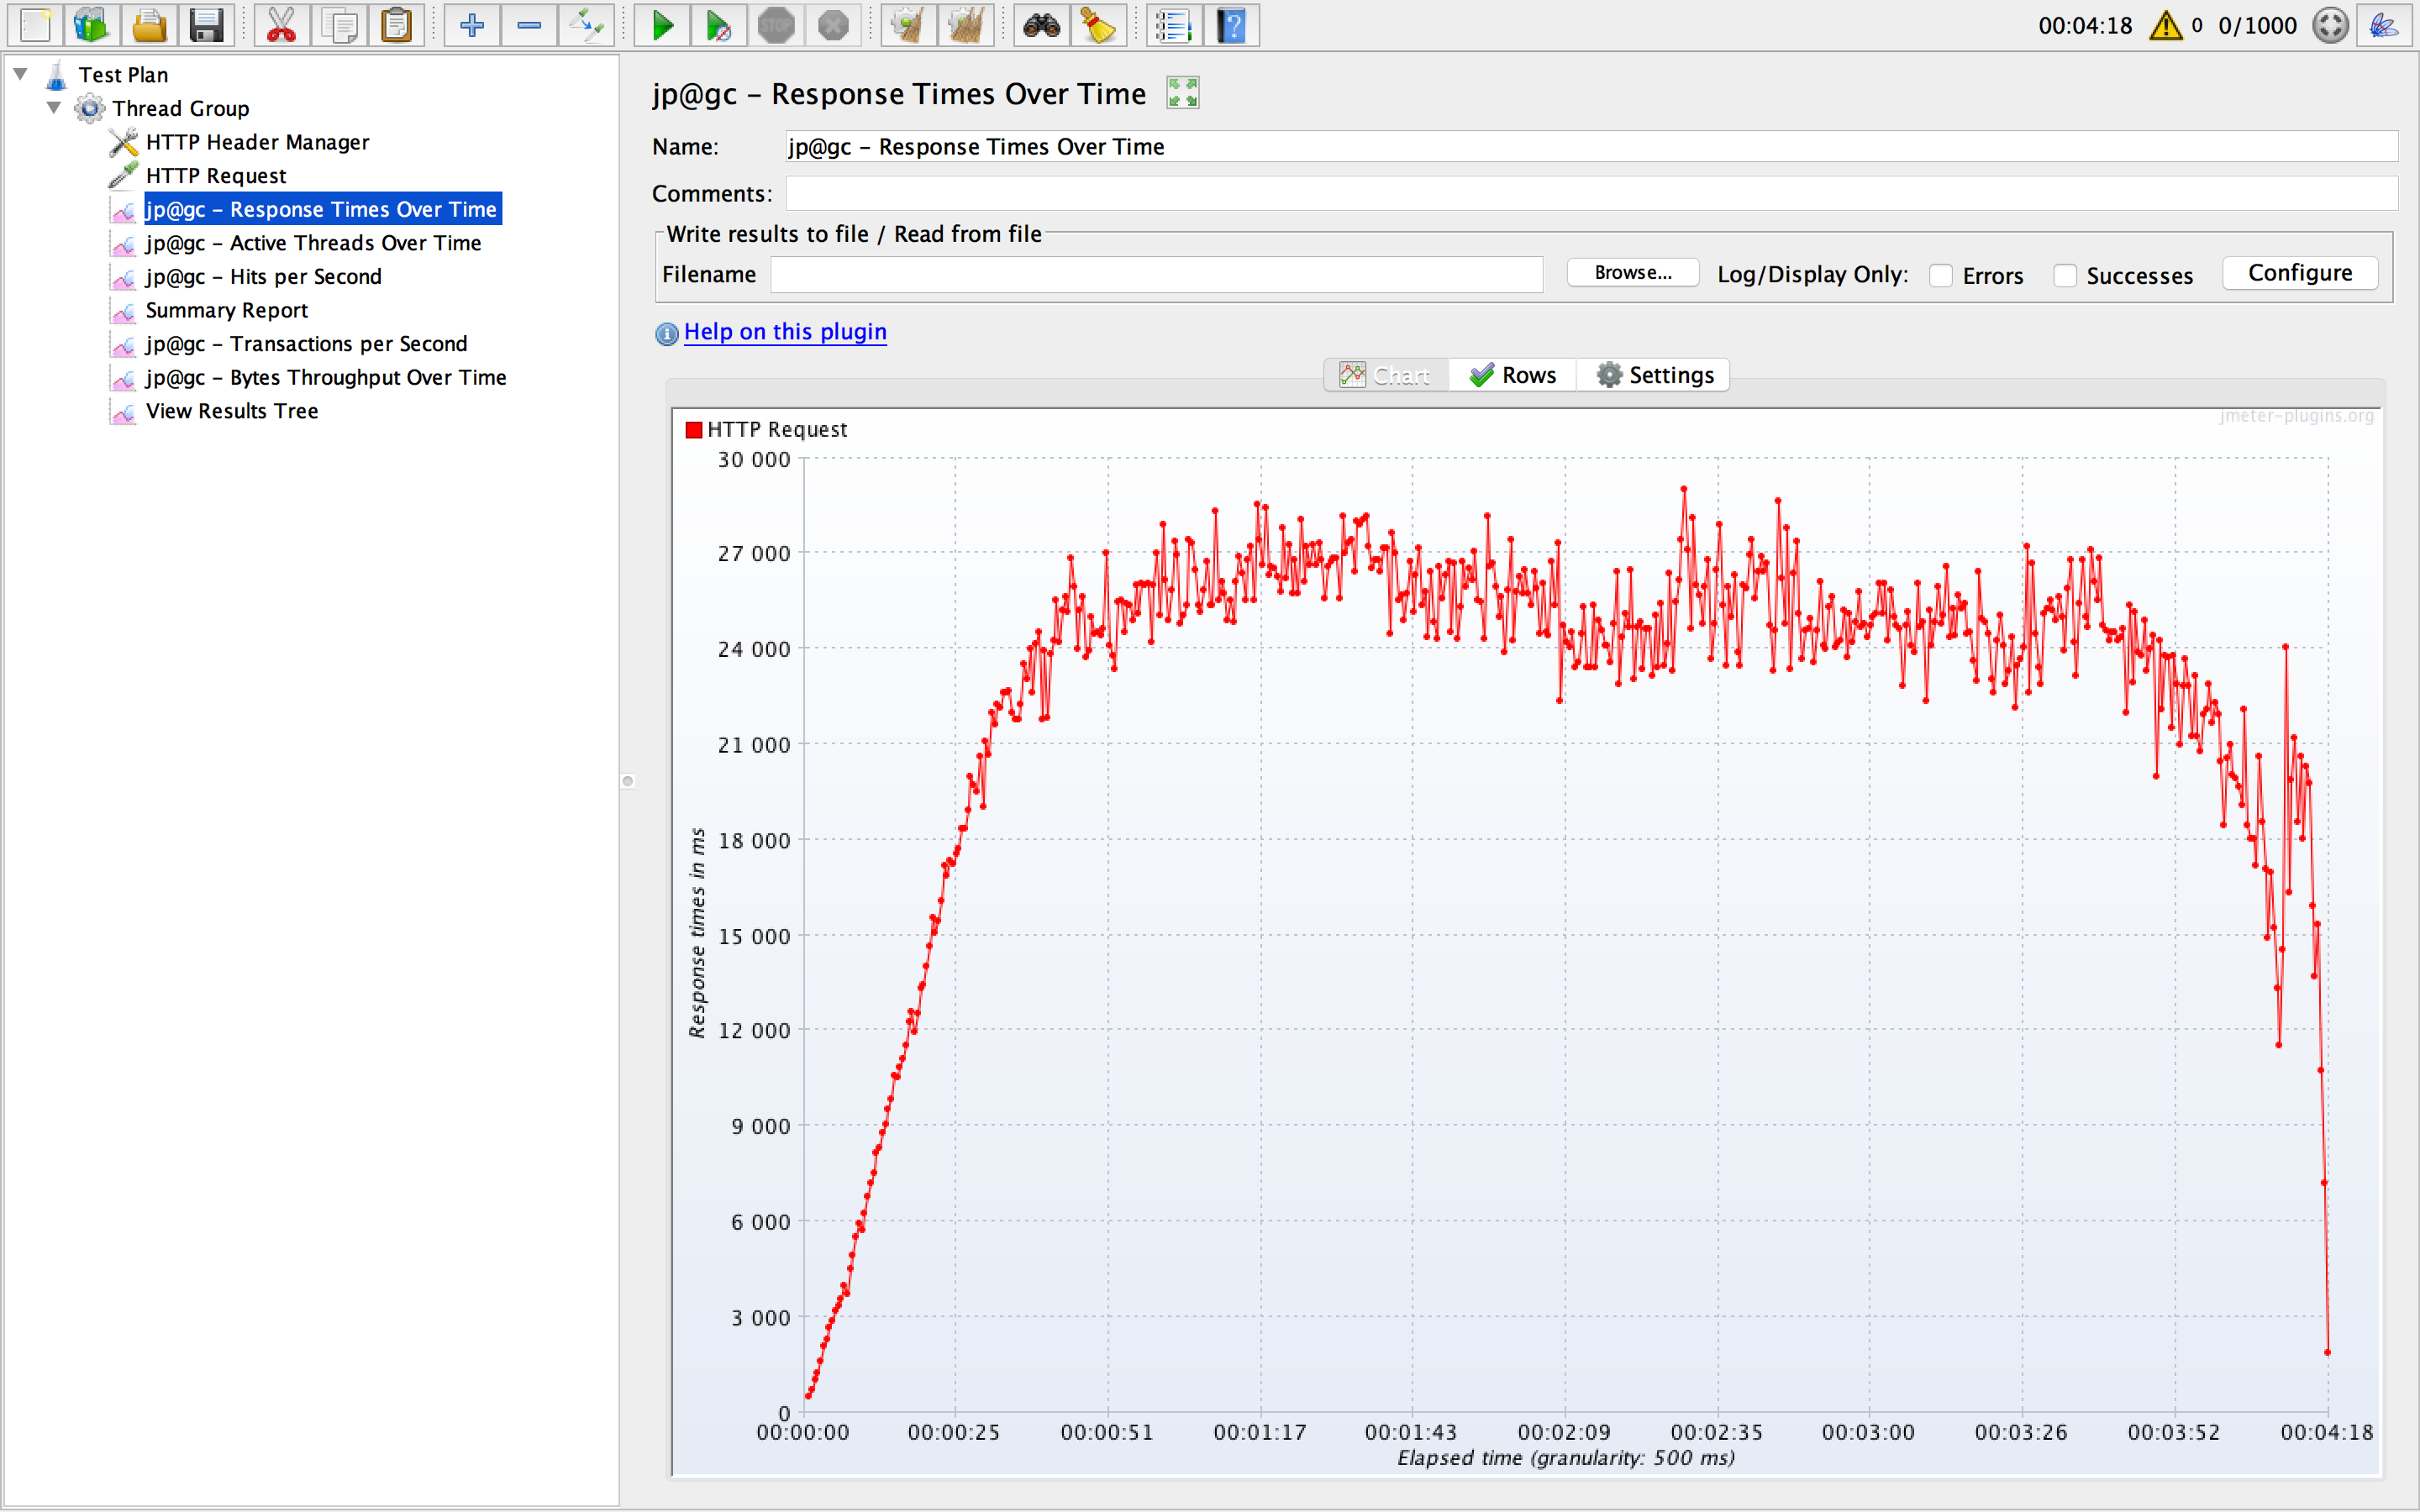 STOP
00:04:18 0 0/1000
Test Plan
Thread Group
HTTP Header Manager
HTTP Request
jp@gc – Response Times Over Time
jp@gc – Active Threads Over Time
jp@gc – Hits per Second
Summary Report
jp@gc – Transactions per Second
jp@gc – Bytes Throughput Over Time
View Results Tree
jp@gc – Response Times Over Time
Name: jp@gc – Response Times Over Time
Comments:
Write results to file / Read from file
Filename Browse... Log/Display Only: Errors Successes Configure
Help on this plugin
Chart Rows Settings
jmeter-plugins.org
HTTP Request
30 000
27 000
24 000
21 000
18 000
15 000
12 000
9 000
6 000
3 000
0
Response times in ms
00:00:00 00:00:25 00:00:51 00:01:17 00:01:43 00:02:09 00:02:35 00:03:00 00:03:26 00:03:52 00:04:18
Elapsed time (granularity: 500 ms)